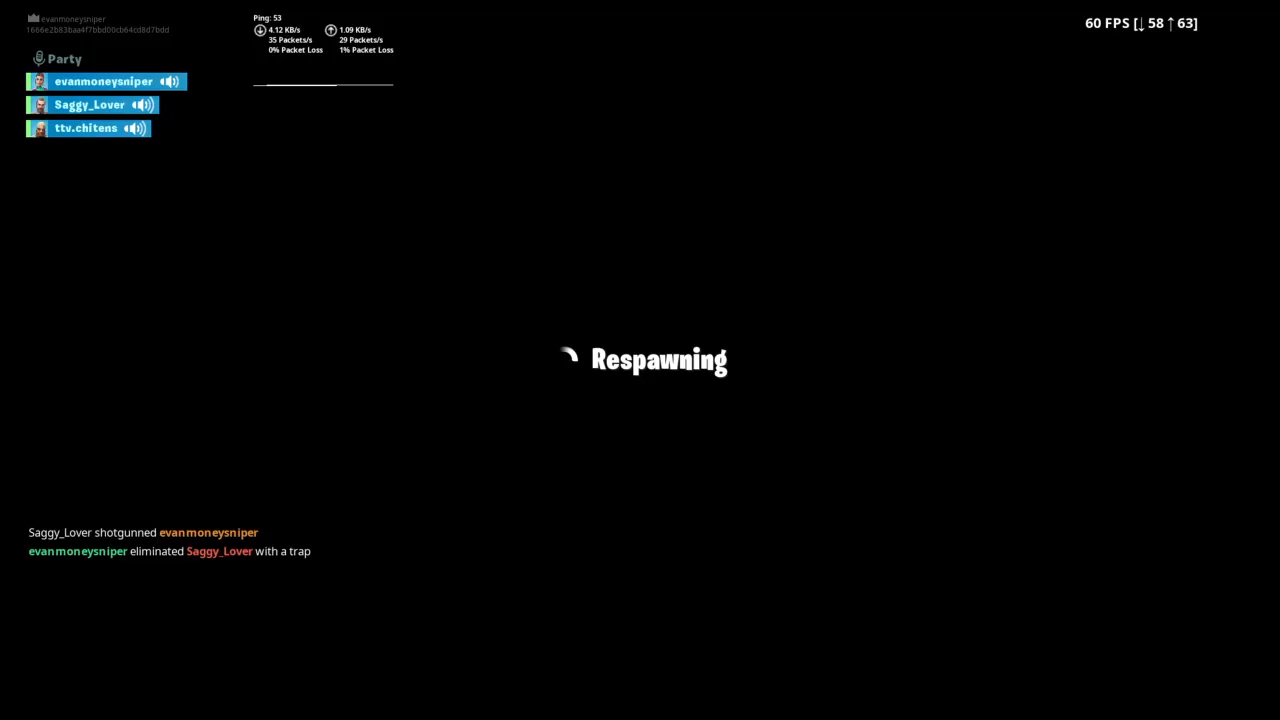 evanmoneysniper
1666e2b83baa4f7bbd00cb64cd8d7bdd
Party
evanmoneysniper
Saggy_Lover
ttv.chitens
Ping: 53
4.12 KB/s 1.09 KB/s
35 Packets/s 29 Packets/s
0% Packet Loss 1% Packet Loss
60 FPS [↓ 58 ↑ 63]
Respawning
Saggy_Lover shotgunned evanmoneysniper
evanmoneysniper eliminated Saggy_Lover with a trap